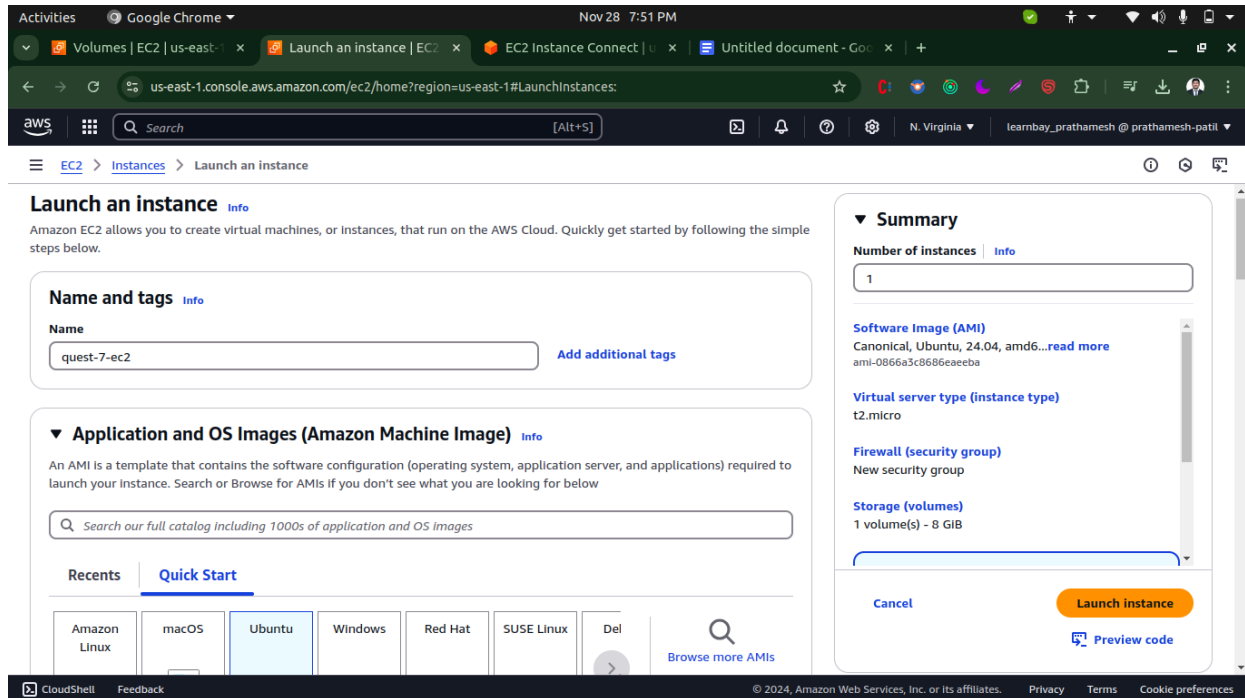 Activities
Google Chrome
Nov 28 7:51 PM
Volumes | EC2 | us-east-1
Launch an instance | EC2
EC2 Instance Connect | u
Untitled document - Goo
us-east-1.console.aws.amazon.com/ec2/home?region=us-east-1#LaunchInstances:
aws
Search
[Alt+S]
N. Virginia
learnbay_prathamesh @ prathamesh-patil
EC2 > Instances > Launch an instance
Launch an instance Info
Amazon EC2 allows you to create virtual machines, or instances, that run on the AWS Cloud. Quickly get started by following the simple
steps below.
Name and tags Info
Name
quest-7-ec2
Add additional tags
Application and OS Images (Amazon Machine Image) Info
An AMI is a template that contains the software configuration (operating system, application server, and applications) required to
launch your instance. Search or Browse for AMIs if you don't see what you are looking for below
Search our full catalog including 1000s of application and OS images
Recents
Quick Start
Amazon
Linux
macOS
Ubuntu
Windows
Red Hat
SUSE Linux
Del
Browse more AMIs
Summary
Number of instances Info
1
Software Image (AMI)
Canonical, Ubuntu, 24.04, amd6...read more
ami-0866a3c8686eaeeba
Virtual server type (instance type)
t2.micro
Firewall (security group)
New security group
Storage (volumes)
1 volume(s) - 8 GiB
Cancel
Launch instance
Preview code
CloudShell
Feedback
© 2024, Amazon Web Services, Inc. or its affiliates.
Privacy
Terms
Cookie preferences